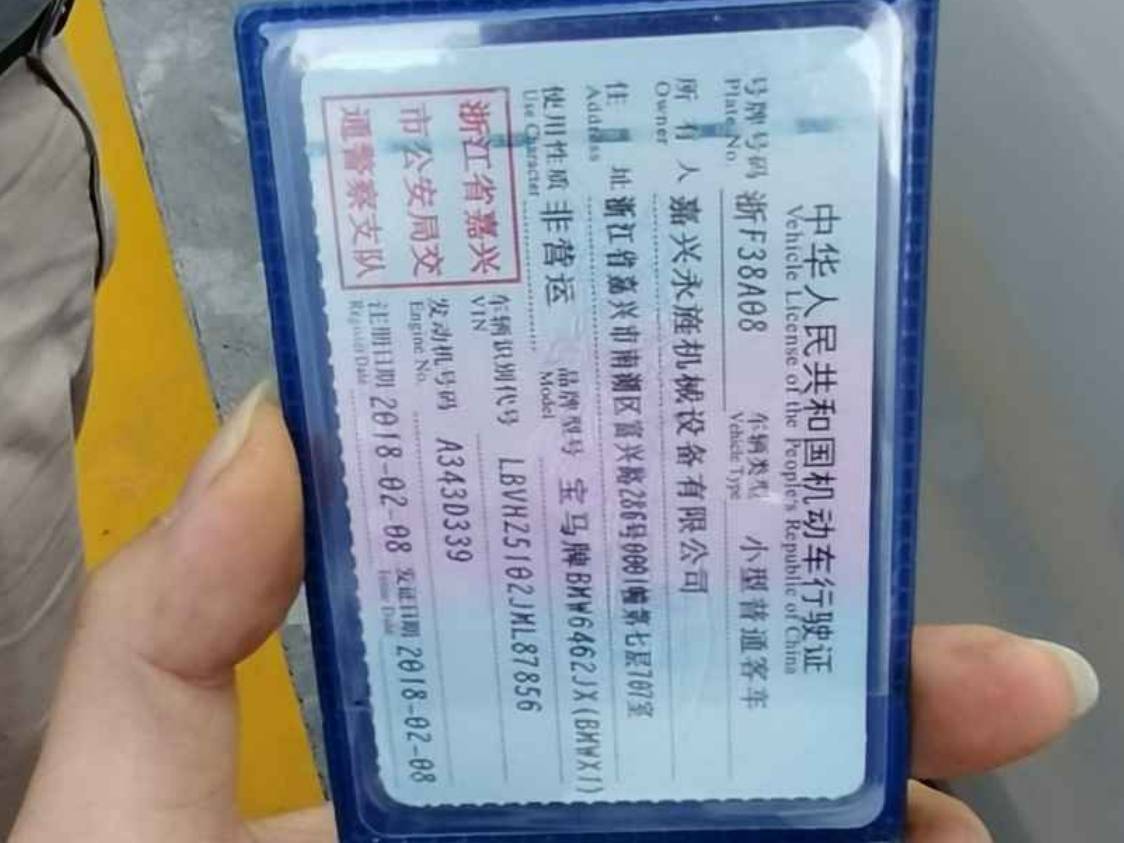 中华人民共和国机动车行驶证
Vehicle License of the People's Republic of China
号牌号码 浙F38A08 车辆类型 小型普通客车
Plate No. Vehicle Type
所有人 嘉兴永旌机械设备有限公司
Owner
住址 浙江省嘉兴市南湖区富兴路286号0001幢第七层707室
Address
使用性质 非营运 品牌型号 宝马牌BMW6462JX(BMWX1)
Use Character Model
浙江省嘉兴
市公安局交
通警察支队
车辆识别代号 LBVHZ5102JML87856
VIN
发动机号码 A343D339
Engine No.
注册日期 2018-02-08 发证日期 2018-02-08
Register Date Issue Date